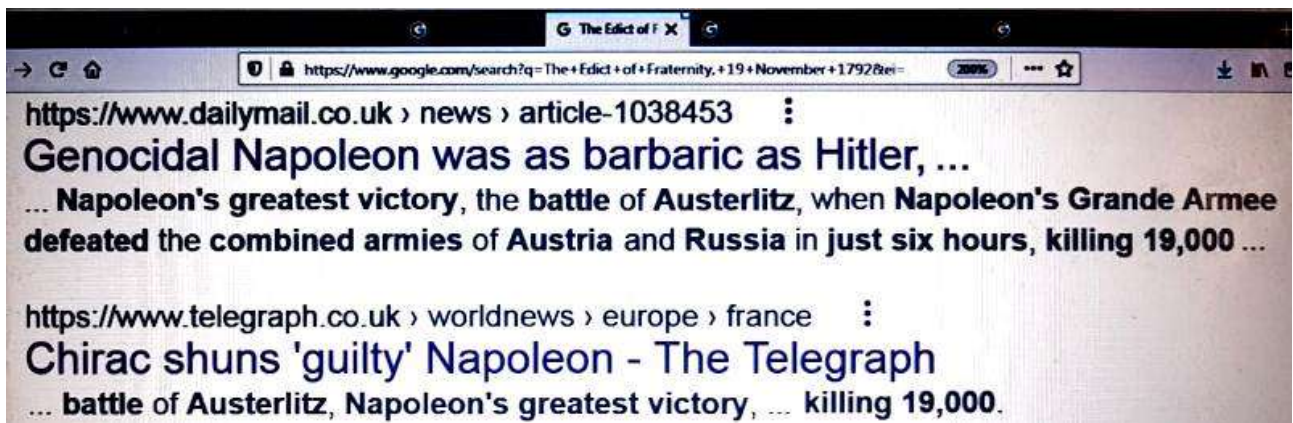 G The Edict of F X
https://www.google.com/search?q=The+Edict+of+Fraternity,+19+November+1792&ei=
200%
https://www.dailymail.co.uk › news › article-1038453
Genocidal Napoleon was as barbaric as Hitler, ...
... Napoleon's greatest victory, the battle of Austerlitz, when Napoleon's Grande Armee
defeated the combined armies of Austria and Russia in just six hours, killing 19,000 ...
https://www.telegraph.co.uk › worldnews › europe › france
Chirac shuns 'guilty' Napoleon - The Telegraph
... battle of Austerlitz, Napoleon's greatest victory, ... killing 19,000.